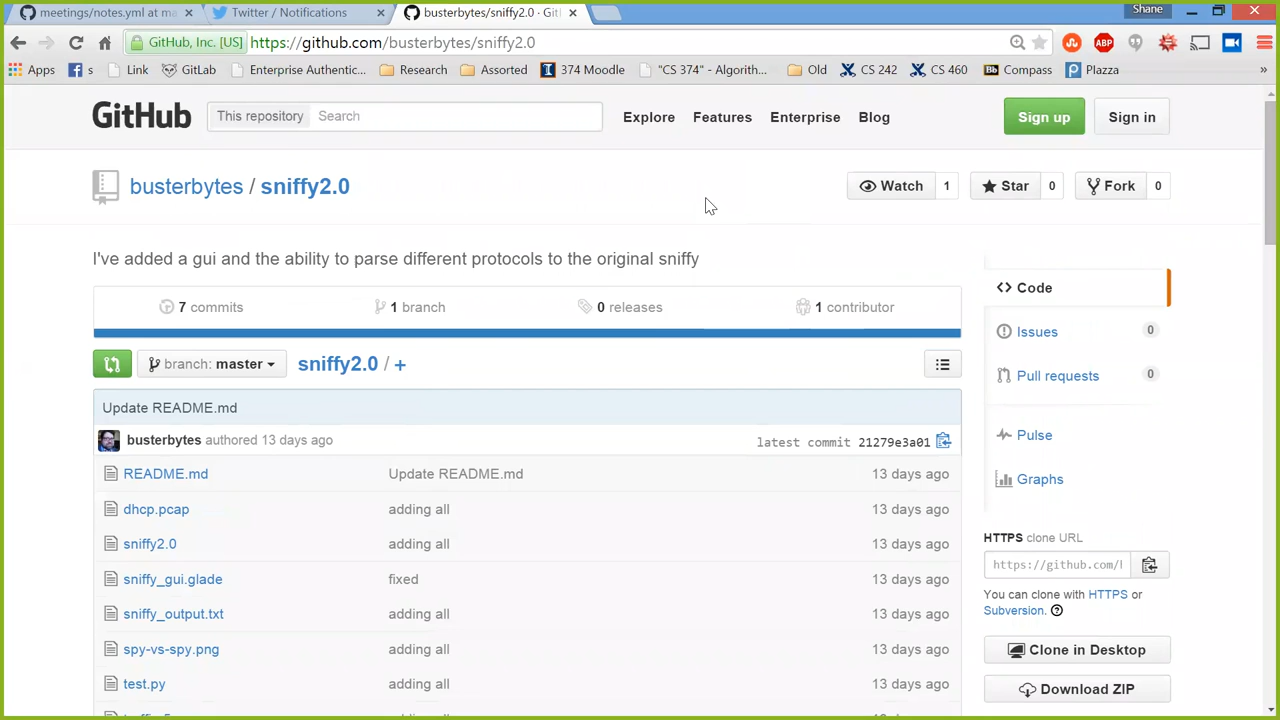 meetings/notes.yml at ma
Twitter / Notifications
busterbytes/sniffy2.0 · GitH
Shane
GitHub, Inc. [US]
https://github.com/busterbytes/sniffy2.0
ABP
Apps
s
Link
GitLab
Enterprise Authentic...
Research
Assorted
374 Moodle
"CS 374" - Algorith...
Old
CS 242
CS 460
Bb Compass
Piazza
»
GitHub
This repository Search
Explore
Features
Enterprise
Blog
Sign up
Sign in
busterbytes / sniffy2.0
Watch 1
Star 0
Fork 0
I've added a gui and the ability to parse different protocols to the original sniffy
7 commits
1 branch
0 releases
1 contributor
branch: master
sniffy2.0 / +
Update README.md
busterbytes authored 13 days ago
latest commit 21279e3a01
README.md Update README.md 13 days ago
dhcp.pcap adding all 13 days ago
sniffy2.0 adding all 13 days ago
sniffy_gui.glade fixed 13 days ago
sniffy_output.txt adding all 13 days ago
spy-vs-spy.png adding all 13 days ago
test.py adding all 13 days ago
Code
Issues 0
Pull requests 0
Pulse
Graphs
HTTPS clone URL
https://github.com/
You can clone with HTTPS or
Subversion.
Clone in Desktop
Download ZIP